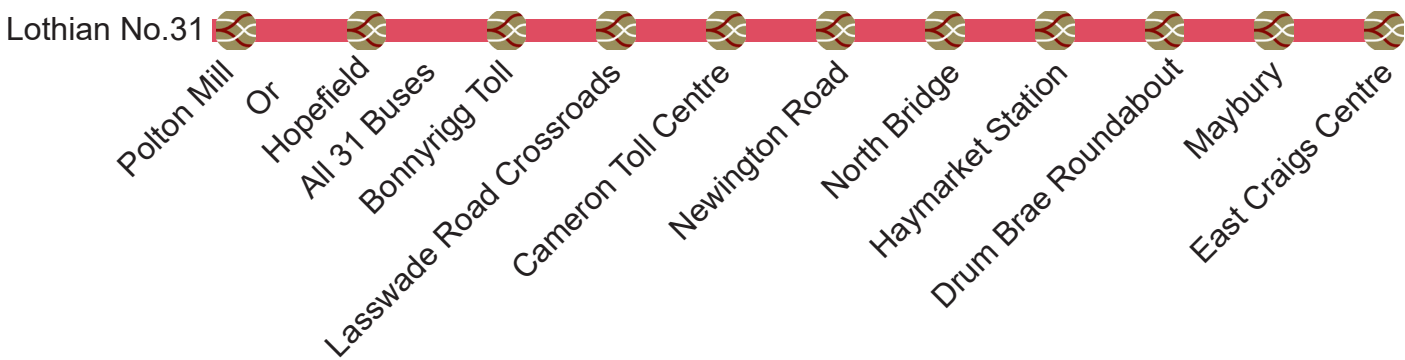 Lothian No.31
Polton Mill
Or
Hopefield
All 31 Buses
Bonnyrigg Toll
Lasswade Road Crossroads
Cameron Toll Centre
Newington Road
North Bridge
Haymarket Station
Drum Brae Roundabout
Maybury
East Craigs Centre